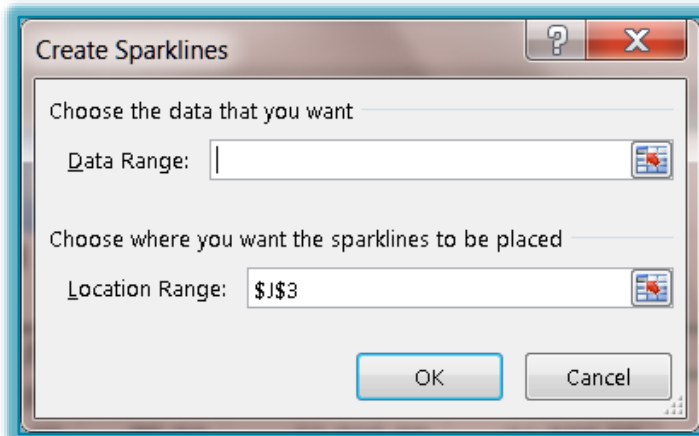 Create Sparklines
? X
Choose the data that you want
Data Range:
Choose where you want the sparklines to be placed
Location Range: $J$3
OK Cancel